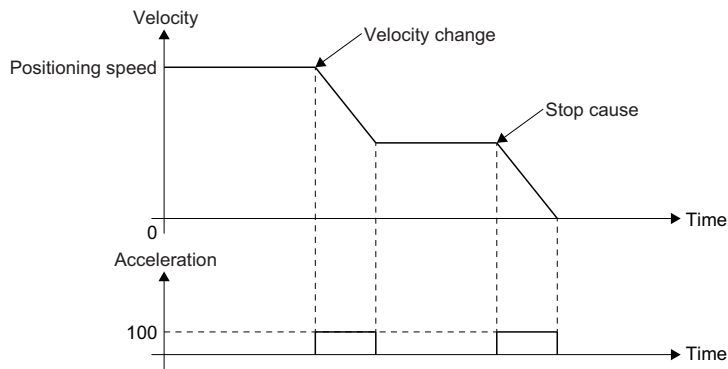 Velocity
Velocity change
Positioning speed
Stop cause
Time
0
Acceleration
100
Time